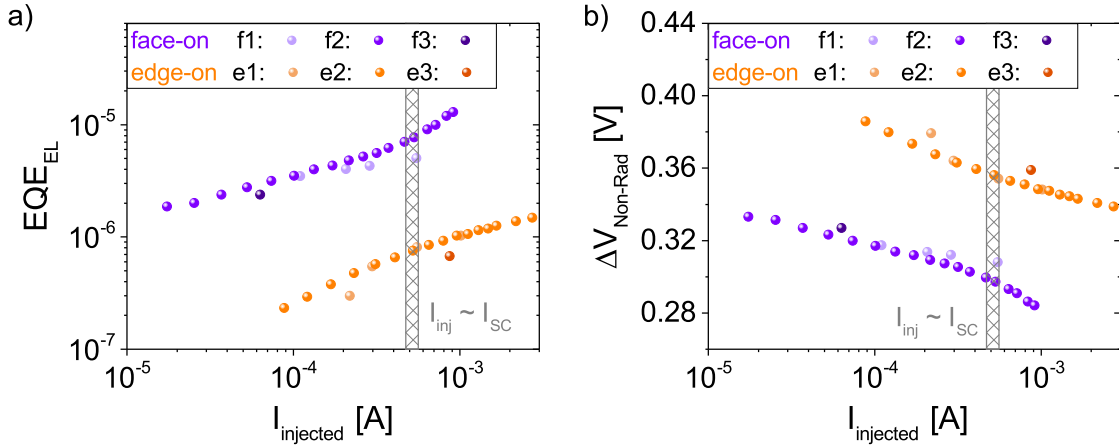 a)
face-on f1: f2: f3:
edge-on e1: e2: e3:
10^-5
10^-6
10^-7
EQE_EL
I_inj ~ I_SC
10^-5 10^-4 10^-3
I_injected [A]
b)
face-on f1: f2: f3:
edge-on e1: e2: e3:
0.44
0.40
0.36
0.32
0.28
ΔV_Non-Rad [V]
I_inj ~ I_SC
10^-5 10^-4 10^-3
I_injected [A]